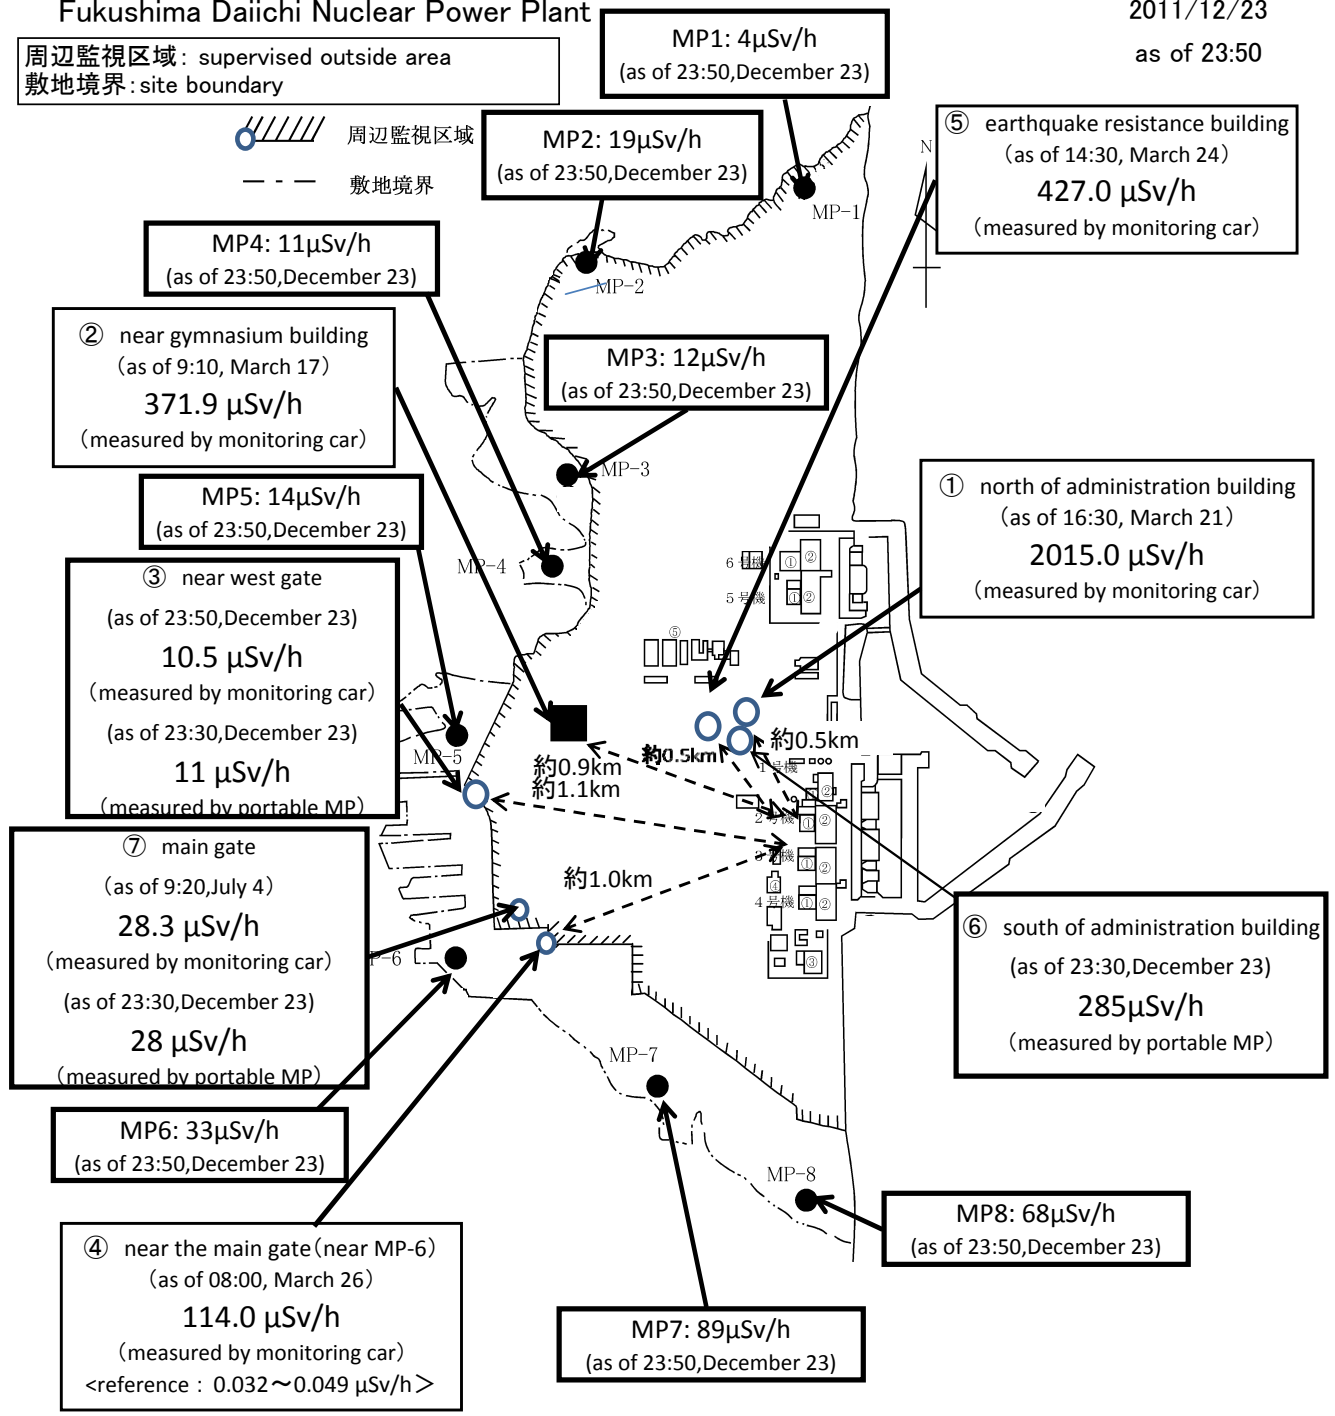 Fukushima Daiichi Nuclear Power Plant
2011/12/23
as of 23:50
周辺監視区域: supervised outside area
敷地境界:site boundary
周辺監視区域
敷地境界
MP1: 4μSv/h
(as of 23:50,December 23)
MP2: 19μSv/h
(as of 23:50,December 23)
⑤ earthquake resistance building
(as of 14:30, March 24)
427.0 μSv/h
(measured by monitoring car)
N
MP-1
MP4: 11μSv/h
(as of 23:50,December 23)
MP-2
② near gymnasium building
(as of 9:10, March 17)
371.9 μSv/h
(measured by monitoring car)
MP3: 12μSv/h
(as of 23:50,December 23)
MP-3
MP5: 14μSv/h
(as of 23:50,December 23)
① north of administration building
(as of 16:30, March 21)
2015.0 μSv/h
(measured by monitoring car)
MP-4
6号機
① ②
5号機
① ②
⑤
③ near west gate
(as of 23:50,December 23)
10.5 μSv/h
(measured by monitoring car)
(as of 23:30,December 23)
11 μSv/h
(measured by portable MP)
MP-5
約0.9km
約1.1km
約0.5km
約0.5km
1号機
②
2号機
① ②
3号機
① ②
④
4号機
① ②
③
約1.0km
⑦ main gate
(as of 9:20,July 4)
28.3 μSv/h
(measured by monitoring car)
(as of 23:30,December 23)
28 μSv/h
(measured by portable MP)
P-6
⑥ south of administration building
(as of 23:30,December 23)
285μSv/h
(measured by portable MP)
MP-7
MP6: 33μSv/h
(as of 23:50,December 23)
MP-8
MP8: 68μSv/h
(as of 23:50,December 23)
④ near the main gate(near MP-6)
(as of 08:00, March 26)
114.0 μSv/h
(measured by monitoring car)
<reference : 0.032～0.049 μSv/h＞
MP7: 89μSv/h
(as of 23:50,December 23)